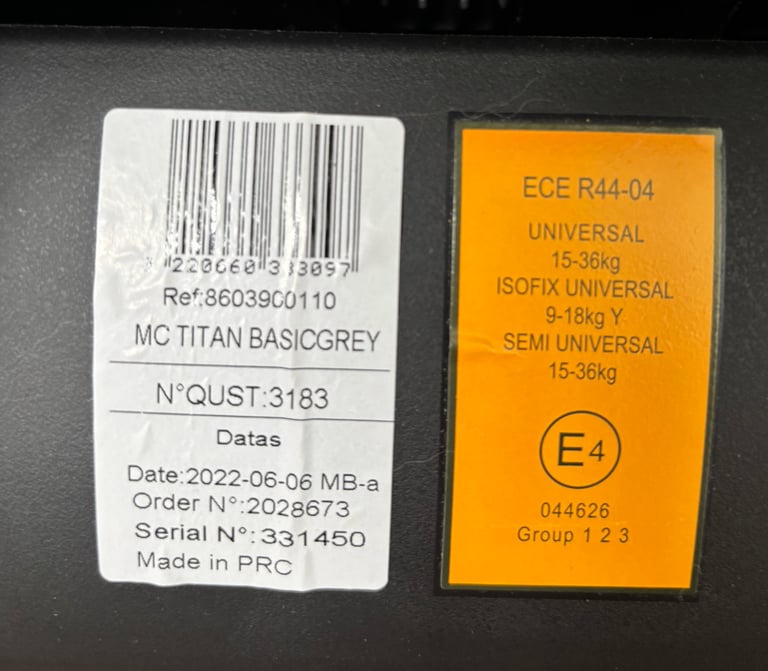 3 220660 333097
Ref:8603900110
MC TITAN BASICGREY
N°QUST:3183
Datas
Date:2022-06-06 MB-a
Order N°:2028673
Serial N°:331450
Made in PRC
ECE R44-04
UNIVERSAL
15-36kg
ISOFIX UNIVERSAL
9-18kg Y
SEMI UNIVERSAL
15-36kg
E4
044626
Group 1 2 3